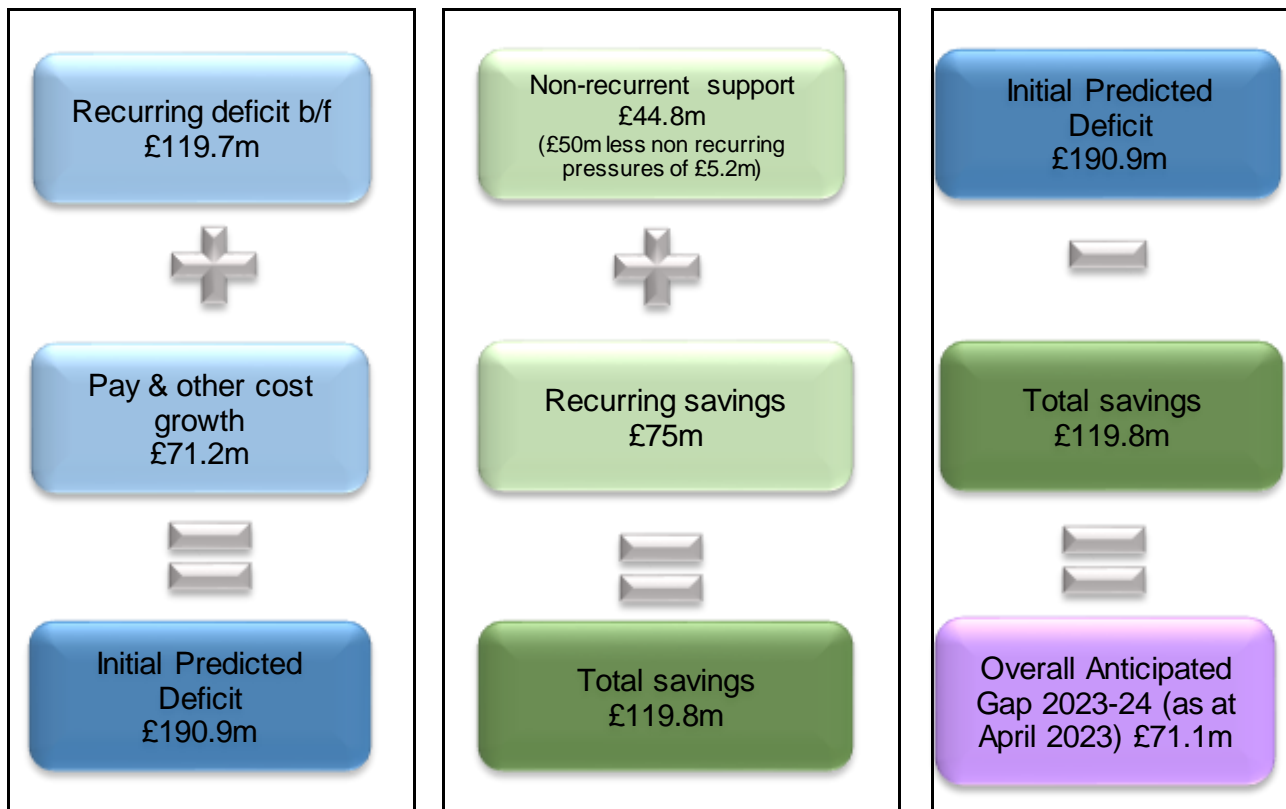 Recurring deficit b/f
£119.7m
Pay & other cost
growth
£71.2m
Initial Predicted
Deficit
£190.9m
Non-recurrent support
£44.8m
(£50m less non recurring
pressures of £5.2m)
Recurring savings
£75m
Total savings
£119.8m
Initial Predicted
Deficit
£190.9m
Total savings
£119.8m
Overall Anticipated
Gap 2023-24 (as at
April 2023) £71.1m